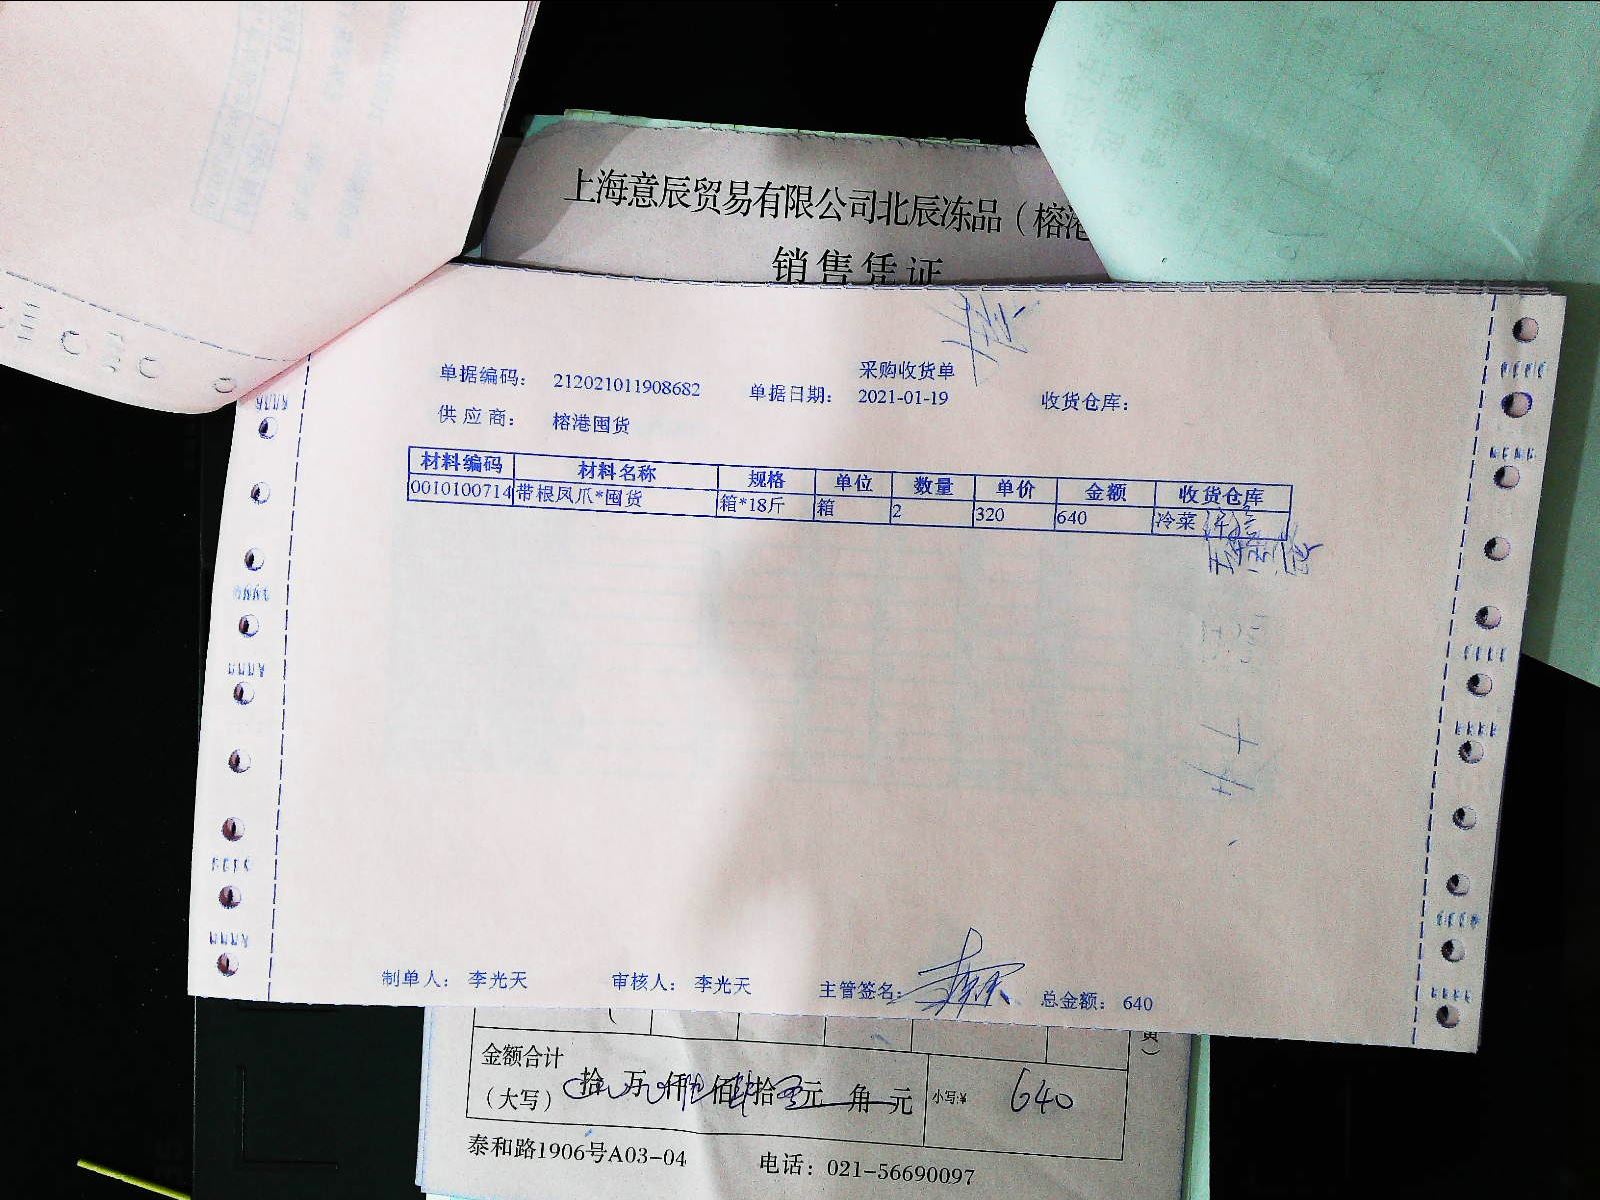 上海意辰贸易有限公司北辰冻品（榕港
销售凭证
采购收货单
单据编码： 212021011908682 单据日期： 2021-01-19 收货仓库：
供应商： 榕港囤货
材料编码 材料名称 规格 单位 数量 单价 金额 收货仓库
0010100714 带根凤爪*囤货 箱*18斤 箱 2 320 640 冷菜
制单人： 李光天 审核人： 李光天 主管签名： 总金额： 640
金额合计
（大写） 拾 万 仟 佰 拾 元 角 元 小写:¥ 640
泰和路1906号A03-04 电话：021-56690097